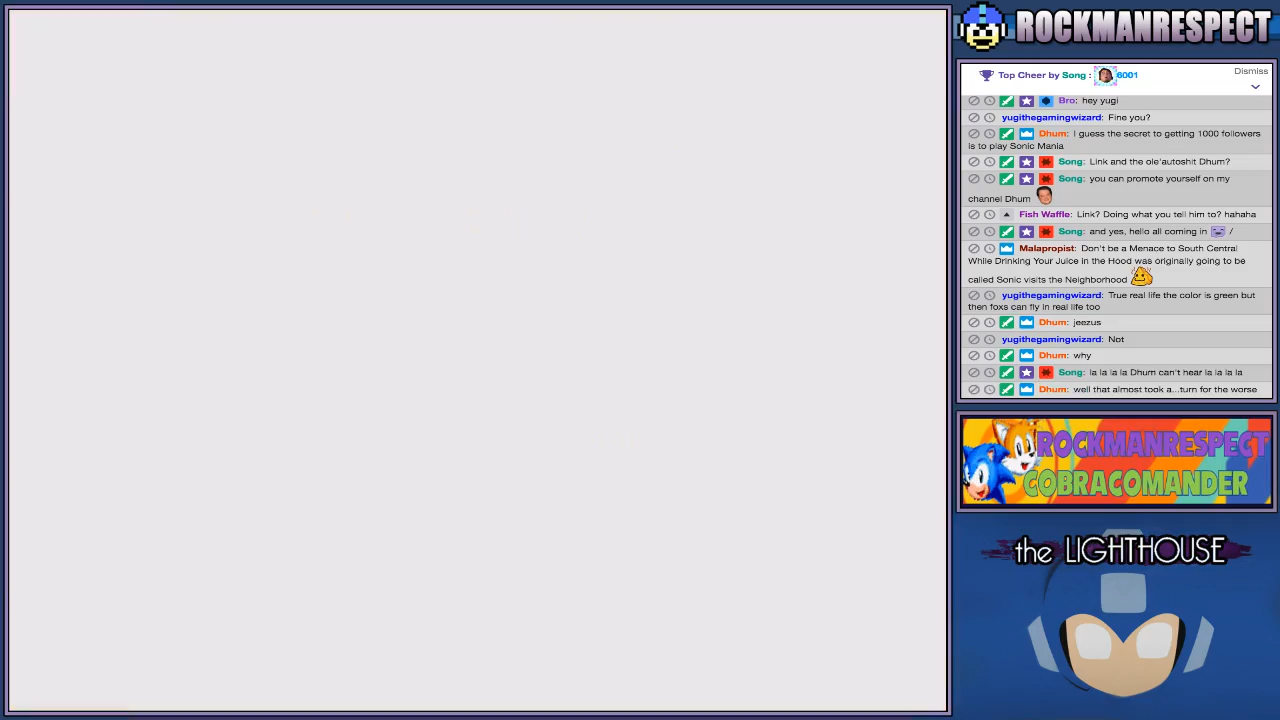 ROCKMANRESPECT
Top Cheer by Song : 6001
Dismiss
Bro: hey yugi
yugithegamingwizard: Fine you?
Dhum: I guess the secret to getting 1000 followers
is to play Sonic Mania
Song: Link and the ole'autoshit Dhum?
Song: you can promote yourself on my
channel Dhum
Fish Waffle: Link? Doing what you tell him to? hahaha
Song: and yes, hello all coming in /
Malapropist: Don't be a Menace to South Central
While Drinking Your Juice in the Hood was originally going to be
called Sonic visits the Neighborhood
yugithegamingwizard: True real life the color is green but
then foxs can fly in real life too
Dhum: jeezus
yugithegamingwizard: Not
Dhum: why
Song: la la la la Dhum can't hear la la la la
Dhum: well that almost took a...turn for the worse
ROCKMANRESPECT
COBRACOMANDER
the LIGHTHOUSE